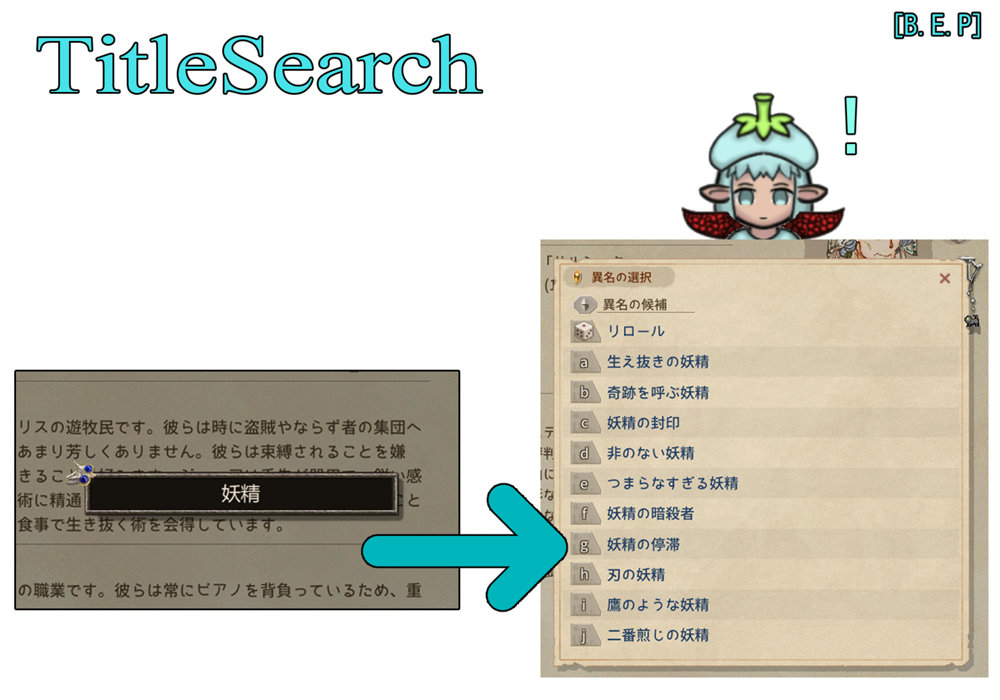 TitleSearch
[B. E. P]
!
異名の選択
異名の候補
リロール
a 生え抜きの妖精
b 奇跡を呼ぶ妖精
c 妖精の封印
d 非のない妖精
e つまらなすぎる妖精
f 妖精の暗殺者
g 妖精の停滞
h 刃の妖精
i 鷹のような妖精
j 二番煎じの妖精
リスの遊牧民です。彼らは時に盗賊やならず者の集団へ
あまり芳しくありません。彼らは束縛されることを嫌
きるこ
感
術に精通
妖精
こと
食事で生き抜く術を会得しています。
の職業です。彼らは常にピアノを背負っているため、重